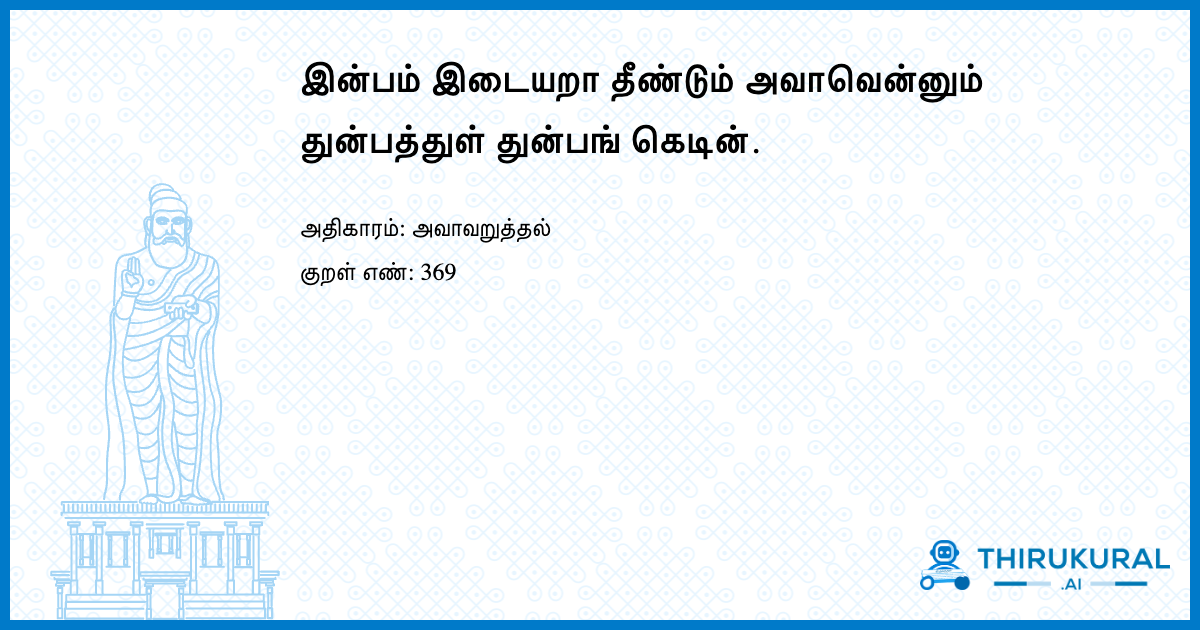 இன்பம் இடையறா தீண்டும் அவாவென்னும்
துன்பத்துள் துன்பங் கெடின்.
அதிகாரம்: அவாவறுத்தல்
குறள் எண்: 369
THIRUKURAL
.AI